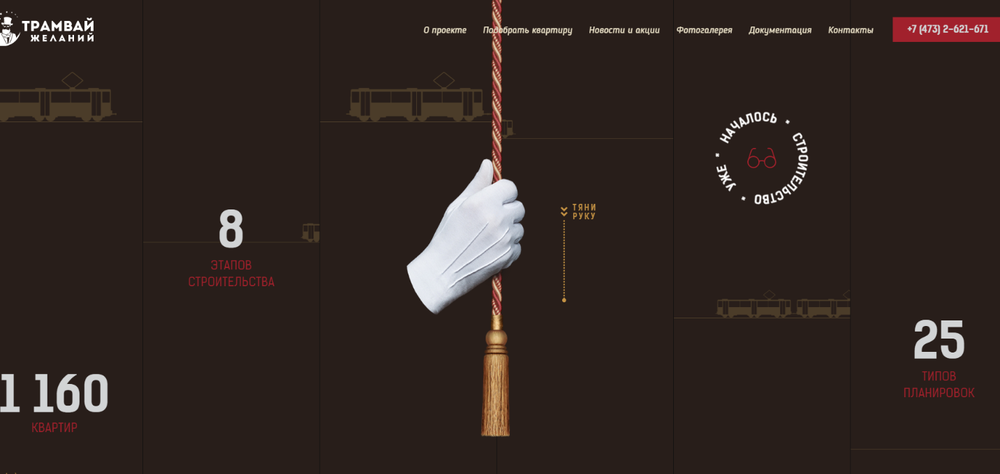 ТРАМВАЙ
ЖЕЛАНИЙ
О проекте
Подобрать квартиру
Новости и акции
Фотогалерея
Документация
Контакты
+7 (473) 2-621-671
УЖЕ * НАЧАЛОСЬ * СТРОИТЕЛЬСТВО *
ТЯНИ
РУКУ
8
ЭТАПОВ
СТРОИТЕЛЬСТВА
25
ТИПОВ
ПЛАНИРОВОК
1 160
КВАРТИР